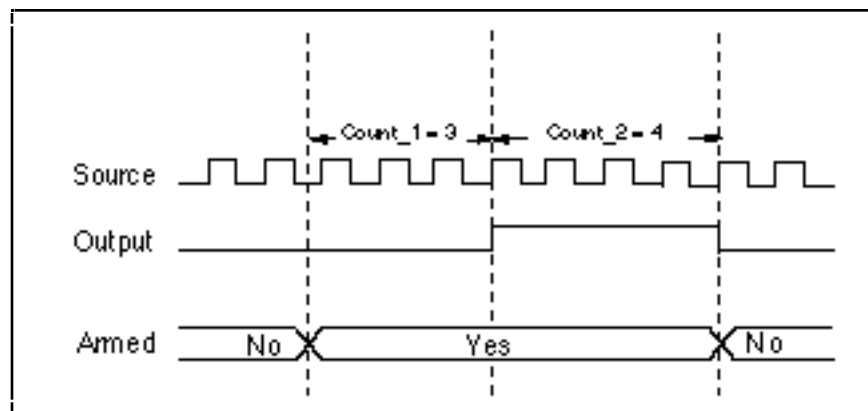 Count_1 = 3
Count_2 = 4
Source
Output
Armed
No
Yes
No